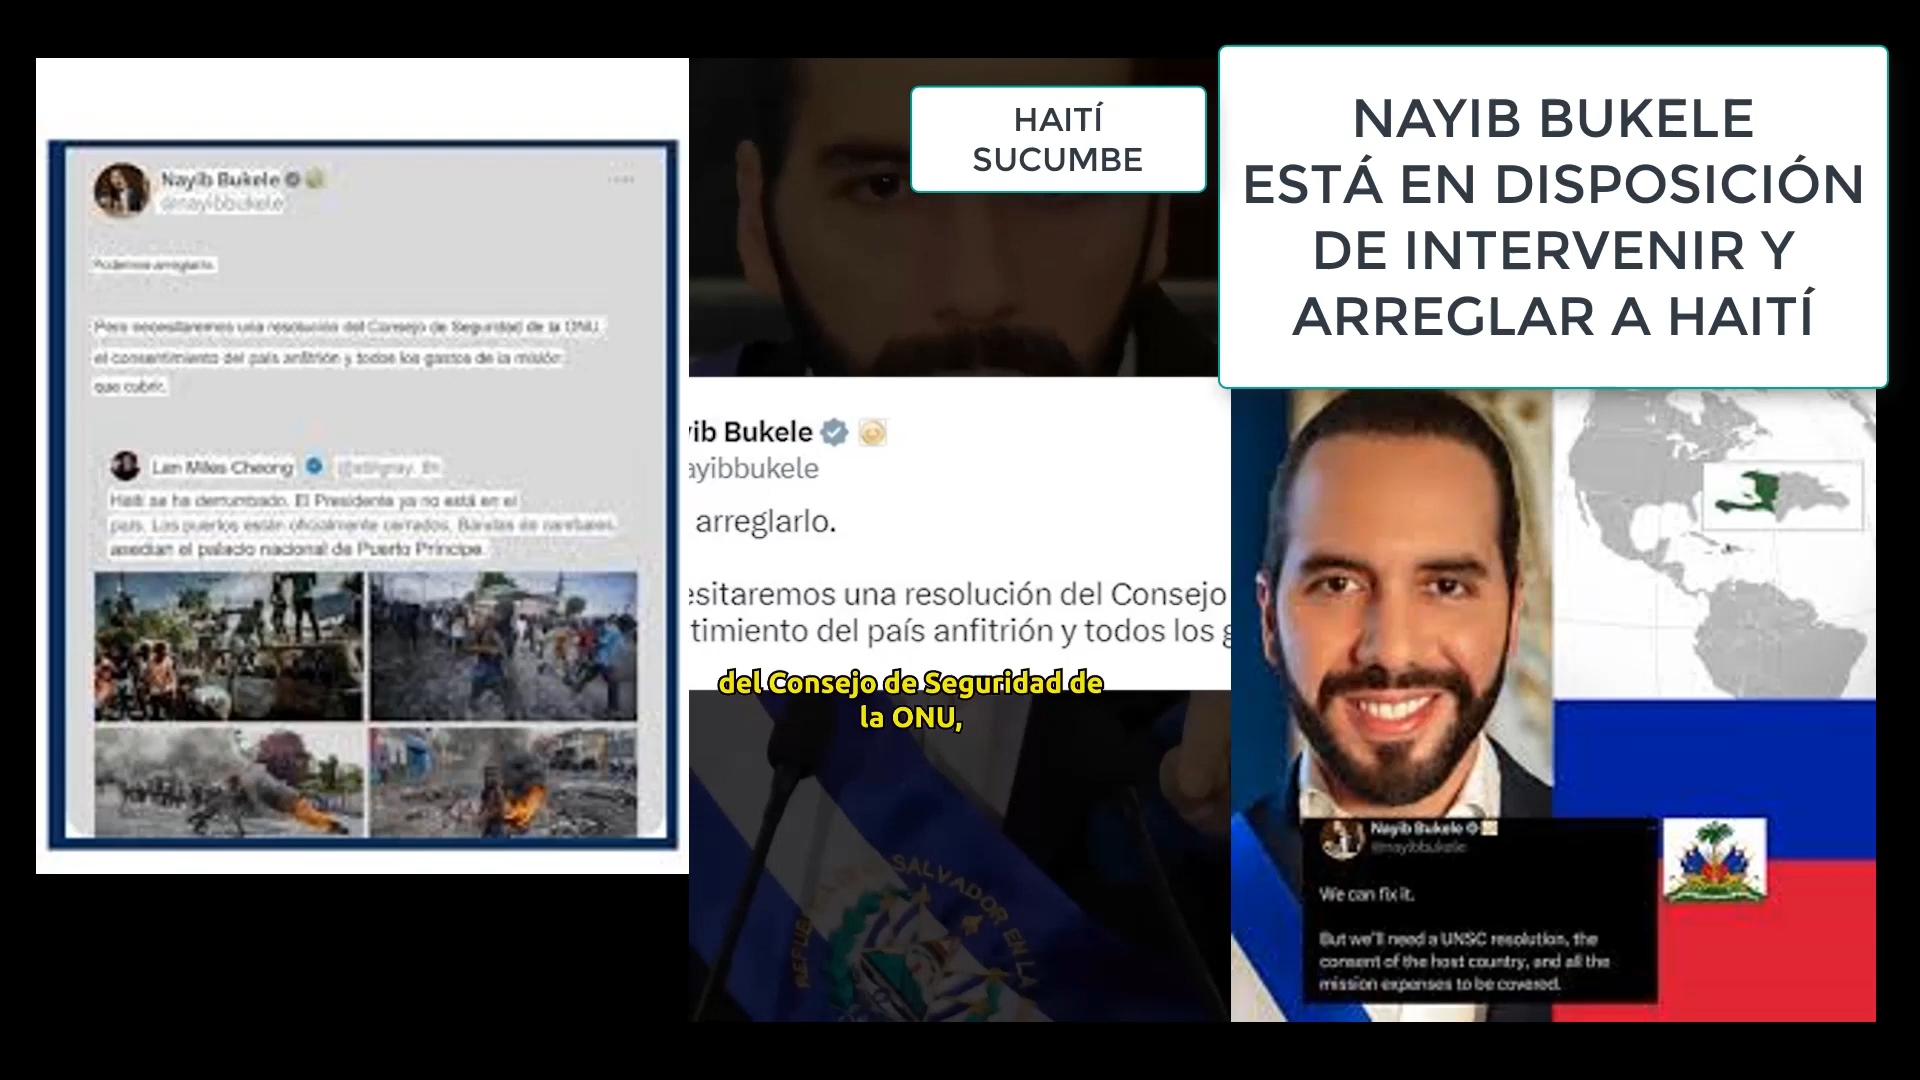 Nayib Bukele
@nayibbukele
Podemos arreglarlo.
Pero necesitaremos una resolución del Consejo de Seguridad de la ONU,
el consentimiento del país anfitrión y todos los gastos de la misión
que cubrir.
Ian Miles Cheong
Haití se ha derrumbado. El Presidente ya no está en el
país. Los puertos están oficialmente cerrados. Bandas de caníbales
asedian el palacio nacional de Puerto Príncipe.
HAITÍ
SUCUMBE
yib Bukele
ayibbukele
arreglarlo.
esitaremos una resolución del Consejo
timiento del país anfitrión y todos los g
del Consejo de Seguridad de
la ONU,
SALVADOR EN LA
NAYIB BUKELE
ESTÁ EN DISPOSICIÓN
DE INTERVENIR Y
ARREGLAR A HAITÍ
Nayib Bukele
@nayibbukele
We can fix it.
But we'll need a UNSC resolution, the
consent of the host country, and all the
mission expenses to be covered.